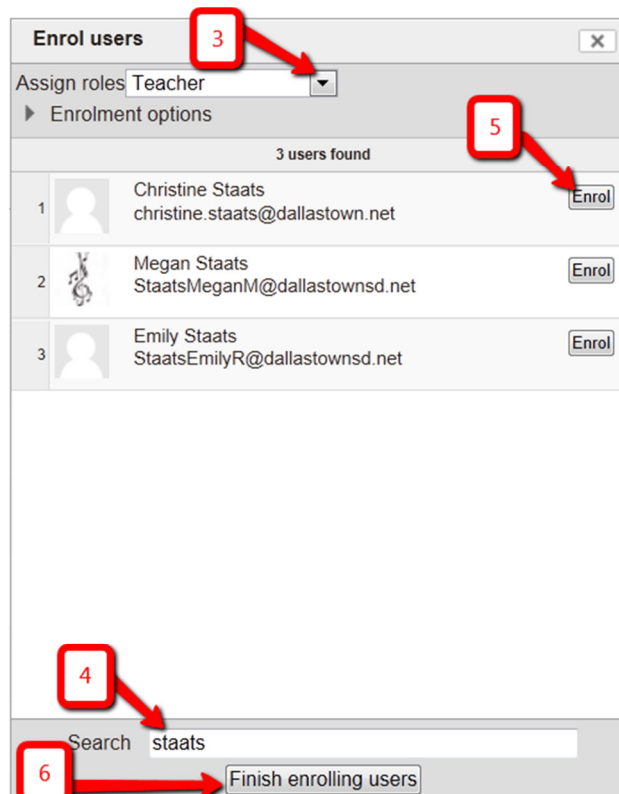 Enrol users
3
Assign roles Teacher
Enrolment options
5
3 users found
1
Christine Staats
christine.staats@dallastown.net
Enrol
2
Megan Staats
StaatsMeganM@dallastownsd.net
Enrol
3
Emily Staats
StaatsEmilyR@dallastownsd.net
Enrol
4
Search staats
6
Finish enrolling users